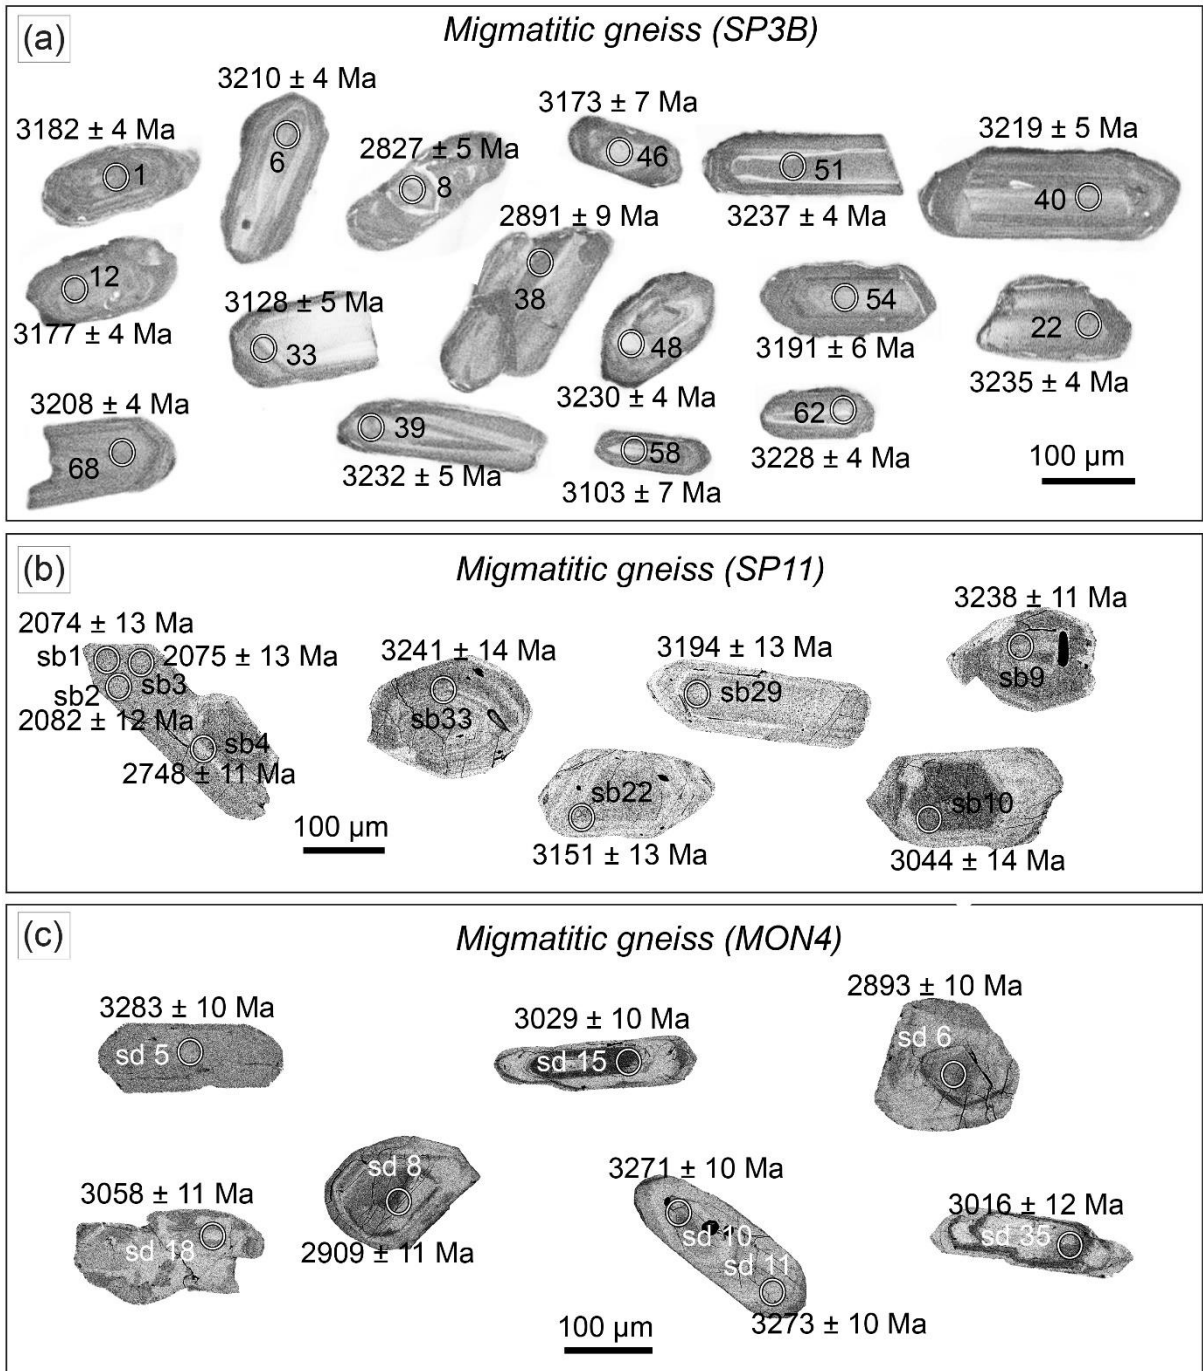 (a)
Migmatitic gneiss (SP3B)
3210 ± 4 Ma
6
3182 ± 4 Ma
1
2827 ± 5 Ma
8
3173 ± 7 Ma
46
51
3237 ± 4 Ma
3219 ± 5 Ma
40
12
3177 ± 4 Ma
3128 ± 5 Ma
33
2891 ± 9 Ma
38
48
3230 ± 4 Ma
54
3191 ± 6 Ma
22
3235 ± 4 Ma
3208 ± 4 Ma
68
39
3232 ± 5 Ma
58
3103 ± 7 Ma
62
3228 ± 4 Ma
100 µm
(b)
Migmatitic gneiss (SP11)
2074 ± 13 Ma
sb1
2075 ± 13 Ma
sb3
sb2
2082 ± 12 Ma
sb4
2748 ± 11 Ma
100 µm
3241 ± 14 Ma
sb33
3194 ± 13 Ma
sb29
3238 ± 11 Ma
sb9
sb22
3151 ± 13 Ma
sb10
3044 ± 14 Ma
(c)
Migmatitic gneiss (MON4)
3283 ± 10 Ma
sd 5
3029 ± 10 Ma
sd 15
2893 ± 10 Ma
sd 6
3058 ± 11 Ma
sd 18
sd 8
2909 ± 11 Ma
3271 ± 10 Ma
sd 10
sd 11
3273 ± 10 Ma
3016 ± 12 Ma
sd 35
100 µm